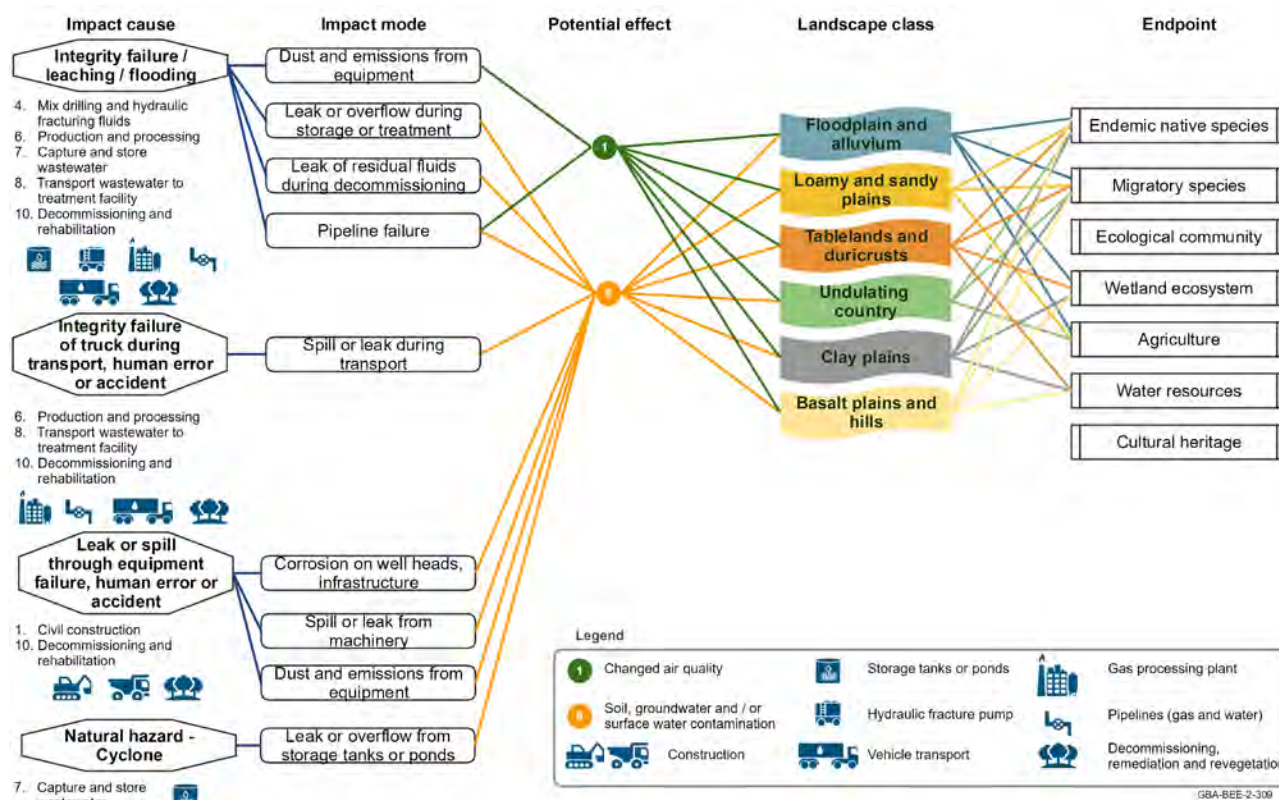 Impact cause
Impact mode
Potential effect
Landscape class
Endpoint
Integrity failure /
leaching / flooding
4. Mix drilling and hydraulic
fracturing fluids
6. Production and processing
7. Capture and store
wastewater
8. Transport wastewater to
treatment facility
10. Decommissioning and
rehabilitation
Integrity failure
of truck during
transport, human error
or accident
6. Production and processing
8. Transport wastewater to
treatment facility
10. Decommissioning and
rehabilitation
Leak or spill
through equipment
failure, human error or
accident
1. Civil construction
10. Decommissioning and
rehabilitation
Natural hazard -
Cyclone
7. Capture and store
Dust and emissions from
equipment
Leak or overflow during
storage or treatment
Leak of residual fluids
during decommissioning
Pipeline failure
Spill or leak during
transport
Corrosion on well heads,
infrastructure
Spill or leak from
machinery
Dust and emissions from
equipment
Leak or overflow from
storage tanks or ponds
1
Floodplain and
alluvium
Loamy and sandy
plains
Tablelands and
duricrusts
Undulating
country
Clay plains
Basalt plains and
hills
Endemic native species
Migratory species
Ecological community
Wetland ecosystem
Agriculture
Water resources
Cultural heritage
Legend
1 Changed air quality
Soil, groundwater and / or
surface water contamination
Construction
Storage tanks or ponds
Hydraulic fracture pump
Vehicle transport
Gas processing plant
Pipelines (gas and water)
Decommissioning,
remediation and revegetation
GBA-BEE-2-309